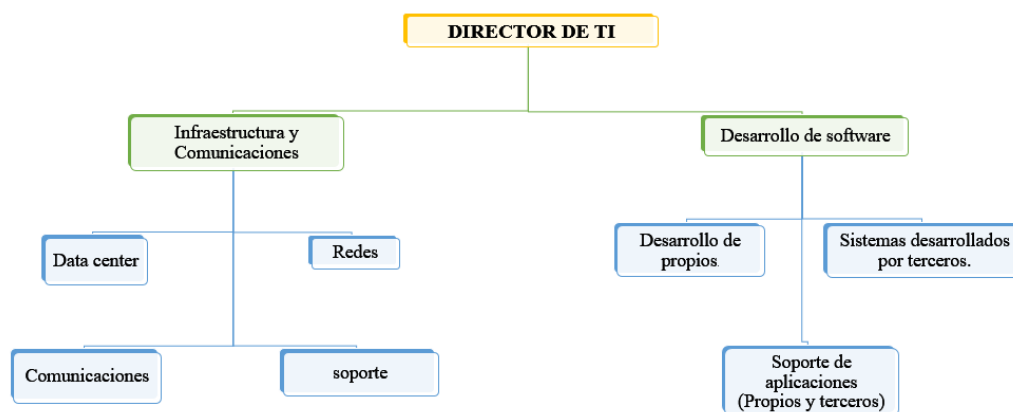 DIRECTOR DE TI
Infraestructura y
Comunicaciones
Desarrollo de software
Data center
Redes
Desarrollo de
propios
Sistemas desarrollados
por terceros.
Comunicaciones
soporte
Soporte de
aplicaciones
(Propios y terceros)